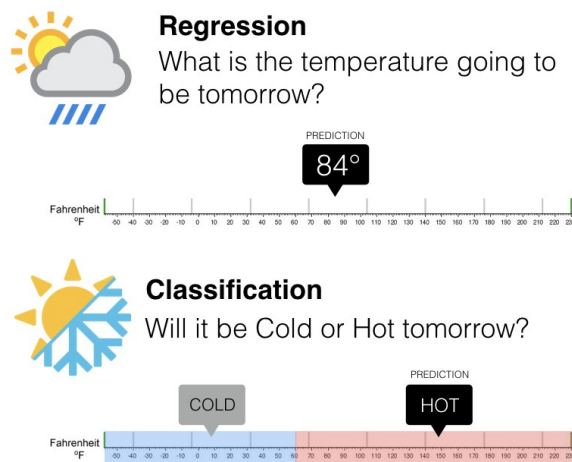 Regression
What is the temperature going to
be tomorrow?
PREDICTION
84°
Fahrenheit
ºF
-50 -40 -30 -20 -10 0 10 20 30 40 50 60 70 80 90 100 110 120 130 140 150 160 170 180 190 200 210 220 23
Classification
Will it be Cold or Hot tomorrow?
PREDICTION
COLD
HOT
Fahrenheit
ºF
-50 -40 -30 -20 -10 0 10 20 30 40 50 60 70 80 90 100 110 120 130 140 150 160 170 180 190 200 210 220 23